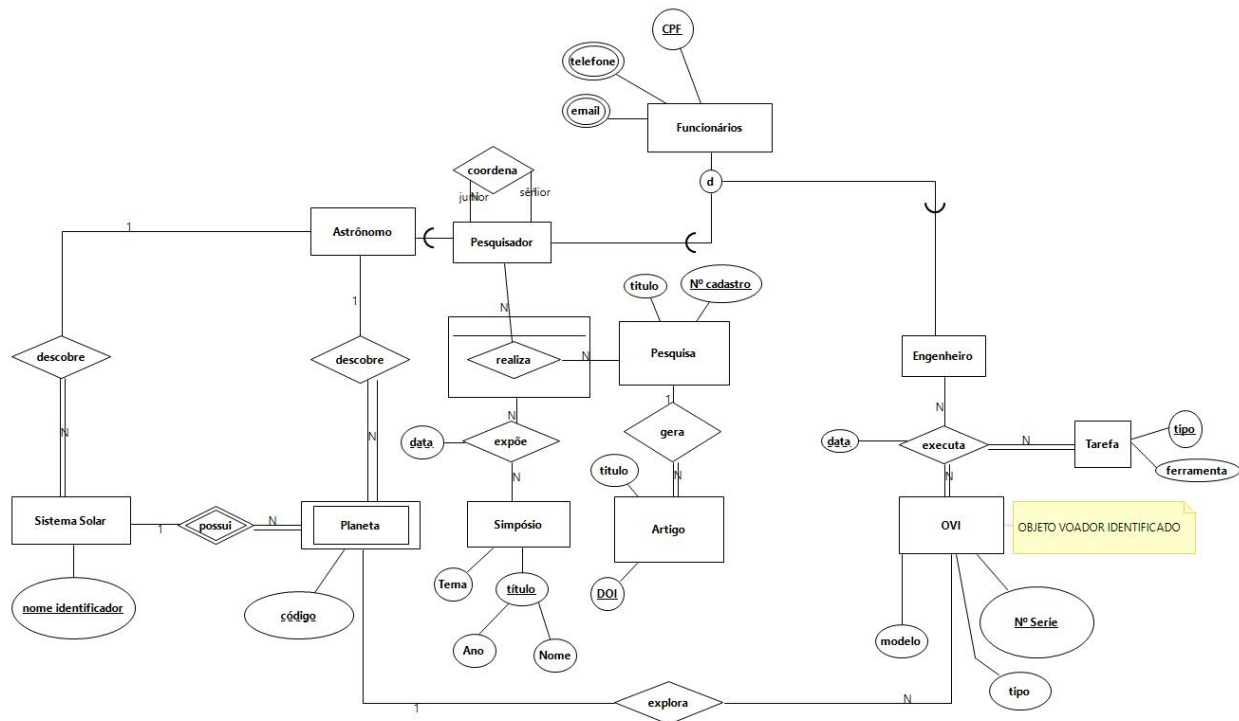 CPF
telefone
email
Funcionários
d
coordena
N
júnior
sênior
Astrônomo
Pesquisador
1
1
descobre
descobre
N
N
N
realiza
N
titulo
Nº cadastro
Pesquisa
1
gera
N
titulo
Artigo
DOI
N
data
expõe
N
Simpósio
Tema
título
Ano
Nome
Engenheiro
N
data
executa
N
Tarefa
tipo
ferramenta
N
OVI
OBJETO VOADOR IDENTIFICADO
modelo
Nº Serie
tipo
Sistema Solar
1
possui
N
Planeta
nome identificador
código
1
explora
N